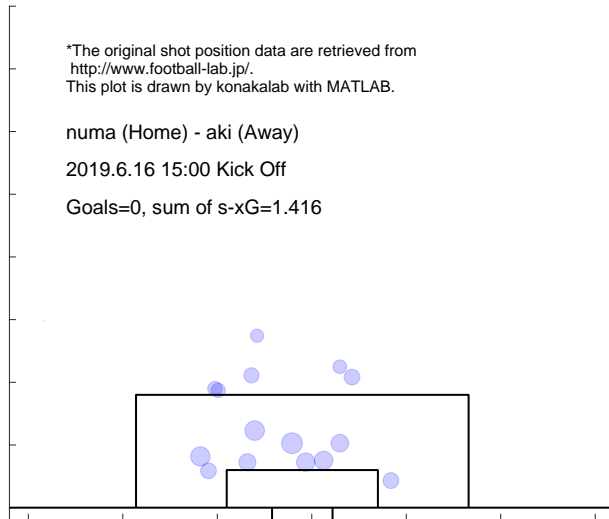 *The original shot position data are retrieved from
http://www.football-lab.jp/.
This plot is drawn by konakalab with MATLAB.
numa (Home) - aki (Away)
2019.6.16 15:00 Kick Off
Goals=0, sum of s-xG=1.416